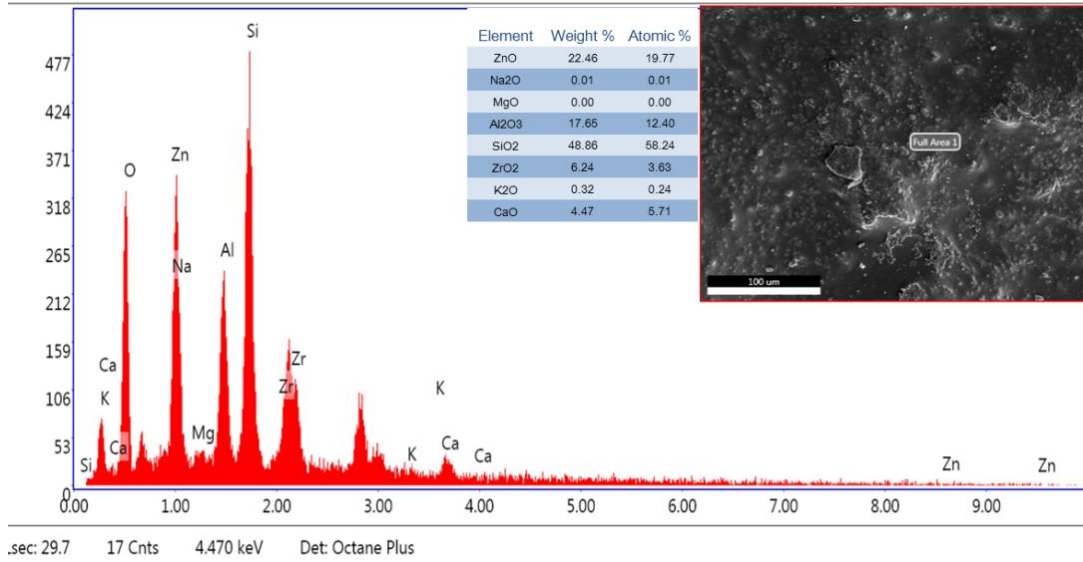 477
424
371
318
265
212
159
106
53
0
0.00 1.00 2.00 3.00 4.00 5.00 6.00 7.00 8.00 9.00
Si
Zn
O
Na
Al
Ca
K
Zr
Zr
K
Ca
Mg
Si
K
Ca
Ca
Zn
Zn
Element Weight % Atomic %
ZnO 22.46 19.77
Na2O 0.01 0.01
MgO 0.00 0.00
Al2O3 17.65 12.40
SiO2 48.86 58.24
ZrO2 6.24 3.63
K2O 0.32 0.24
CaO 4.47 5.71
Full Area 1
100 um
.sec: 29.7 17 Cnts 4.470 keV Det: Octane Plus